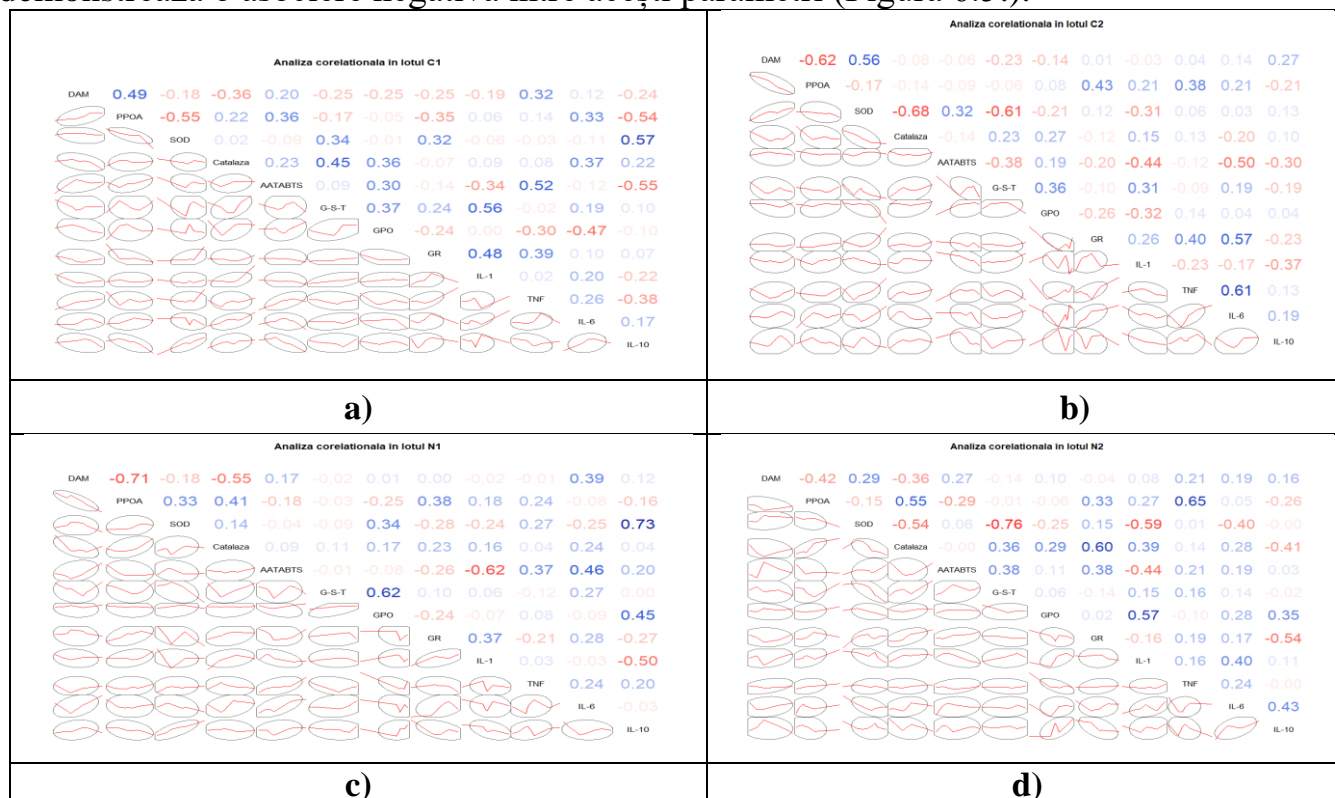 demonstrează o asociere negativă între acești parametri (Figura 6.5.).
Analiza corelationala in lotul C1
DAM 0.49 -0.18 -0.36 0.20 -0.25 -0.25 -0.25 -0.19 0.32 0.12 -0.24
PPOA -0.55 0.22 0.36 -0.17 -0.05 -0.35 0.06 0.14 0.33 -0.54
SOD 0.02 -0.09 0.34 -0.01 0.32 -0.06 -0.03 -0.11 0.57
Catalaza 0.23 0.45 0.36 -0.07 0.09 0.08 0.37 0.22
AATABTS 0.09 0.30 -0.14 -0.34 0.52 -0.12 -0.55
G-S-T 0.37 0.24 0.56 -0.02 0.19 0.10
GPO -0.24 0.00 -0.30 -0.47 -0.10
GR 0.48 0.39 0.10 0.07
IL-1 0.02 0.20 -0.22
TNF 0.26 -0.38
IL-6 0.17
IL-10
a)
Analiza corelationala in lotul C2
DAM -0.62 0.56 -0.08 -0.06 -0.23 -0.14 0.01 -0.03 0.04 0.14 0.27
PPOA -0.17 -0.14 -0.09 -0.06 0.08 0.43 0.21 0.38 0.21 -0.21
SOD -0.68 0.32 -0.61 -0.21 0.12 -0.31 0.06 0.03 0.13
Catalaza -0.14 0.23 0.27 -0.12 0.15 0.13 -0.20 0.10
AATABTS -0.38 0.19 -0.20 -0.44 -0.12 -0.50 -0.30
G-S-T 0.36 -0.10 0.31 -0.09 0.19 -0.19
GPO -0.26 -0.32 0.14 0.04 0.04
GR 0.26 0.40 0.57 -0.23
IL-1 -0.23 -0.17 -0.37
TNF 0.61 0.13
IL-6 0.19
IL-10
b)
Analiza corelationala in lotul N1
DAM -0.71 -0.18 -0.55 0.17 -0.02 0.01 0.00 -0.02 -0.01 0.39 0.12
PPOA 0.33 0.41 -0.18 -0.03 -0.25 0.38 0.18 0.24 -0.08 -0.16
SOD 0.14 -0.04 -0.09 0.34 -0.28 -0.24 0.27 -0.25 0.73
Catalaza 0.09 0.11 0.17 0.23 0.16 0.04 0.24 0.04
AATABTS -0.01 -0.08 -0.26 -0.62 0.37 0.46 0.20
G-S-T 0.62 0.10 0.06 -0.12 0.27 0.00
GPO -0.24 -0.07 0.08 -0.09 0.45
GR 0.37 -0.21 0.28 -0.27
IL-1 0.03 -0.03 -0.50
TNF 0.24 0.20
IL-6 -0.03
IL-10
c)
Analiza corelationala in lotul N2
DAM -0.42 0.29 -0.36 0.27 -0.14 0.10 -0.04 0.08 0.21 0.19 0.16
PPOA -0.15 0.55 -0.29 -0.01 -0.06 0.33 0.27 0.65 0.05 -0.26
SOD -0.54 0.06 -0.76 -0.25 0.15 -0.59 0.01 -0.40 -0.00
Catalaza -0.00 0.36 0.29 0.60 0.39 0.14 0.28 -0.41
AATABTS 0.38 0.11 0.38 -0.44 0.21 0.19 0.03
G-S-T 0.06 -0.14 0.15 0.16 0.14 -0.02
GPO 0.02 0.57 -0.10 0.28 0.35
GR -0.16 0.19 0.17 -0.54
IL-1 0.16 0.40 0.11
TNF 0.24 -0.00
IL-6 0.43
IL-10
d)